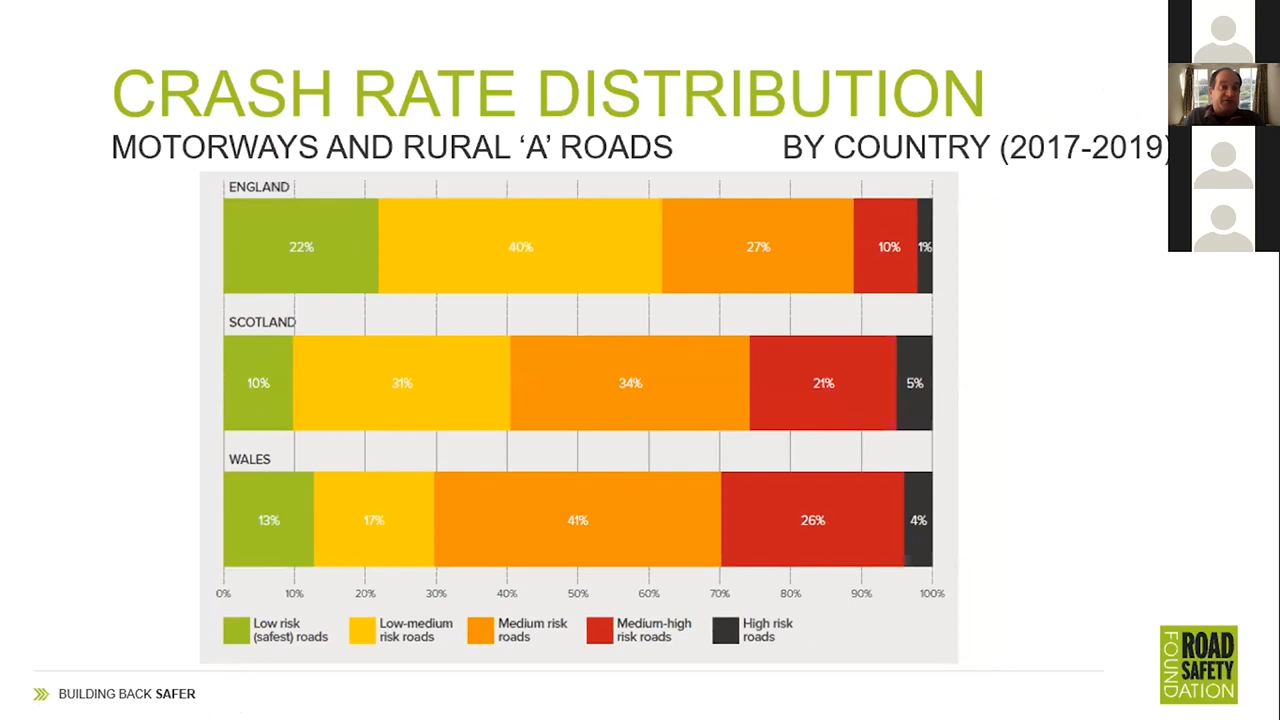 CRASH RATE DISTRIBUTION
MOTORWAYS AND RURAL ‘A’ ROADS BY COUNTRY (2017-2019)
ENGLAND
22% 40% 27% 10% 1%
SCOTLAND
10% 31% 34% 21% 5%
WALES
13% 17% 41% 26% 4%
0% 10% 20% 30% 40% 50% 60% 70% 80% 90% 100%
Low risk
(safest) roads
Low-medium
risk roads
Medium risk
roads
Medium-high
risk roads
High risk
roads
BUILDING BACK SAFER
ROAD
SAFETY
FOUNDATION